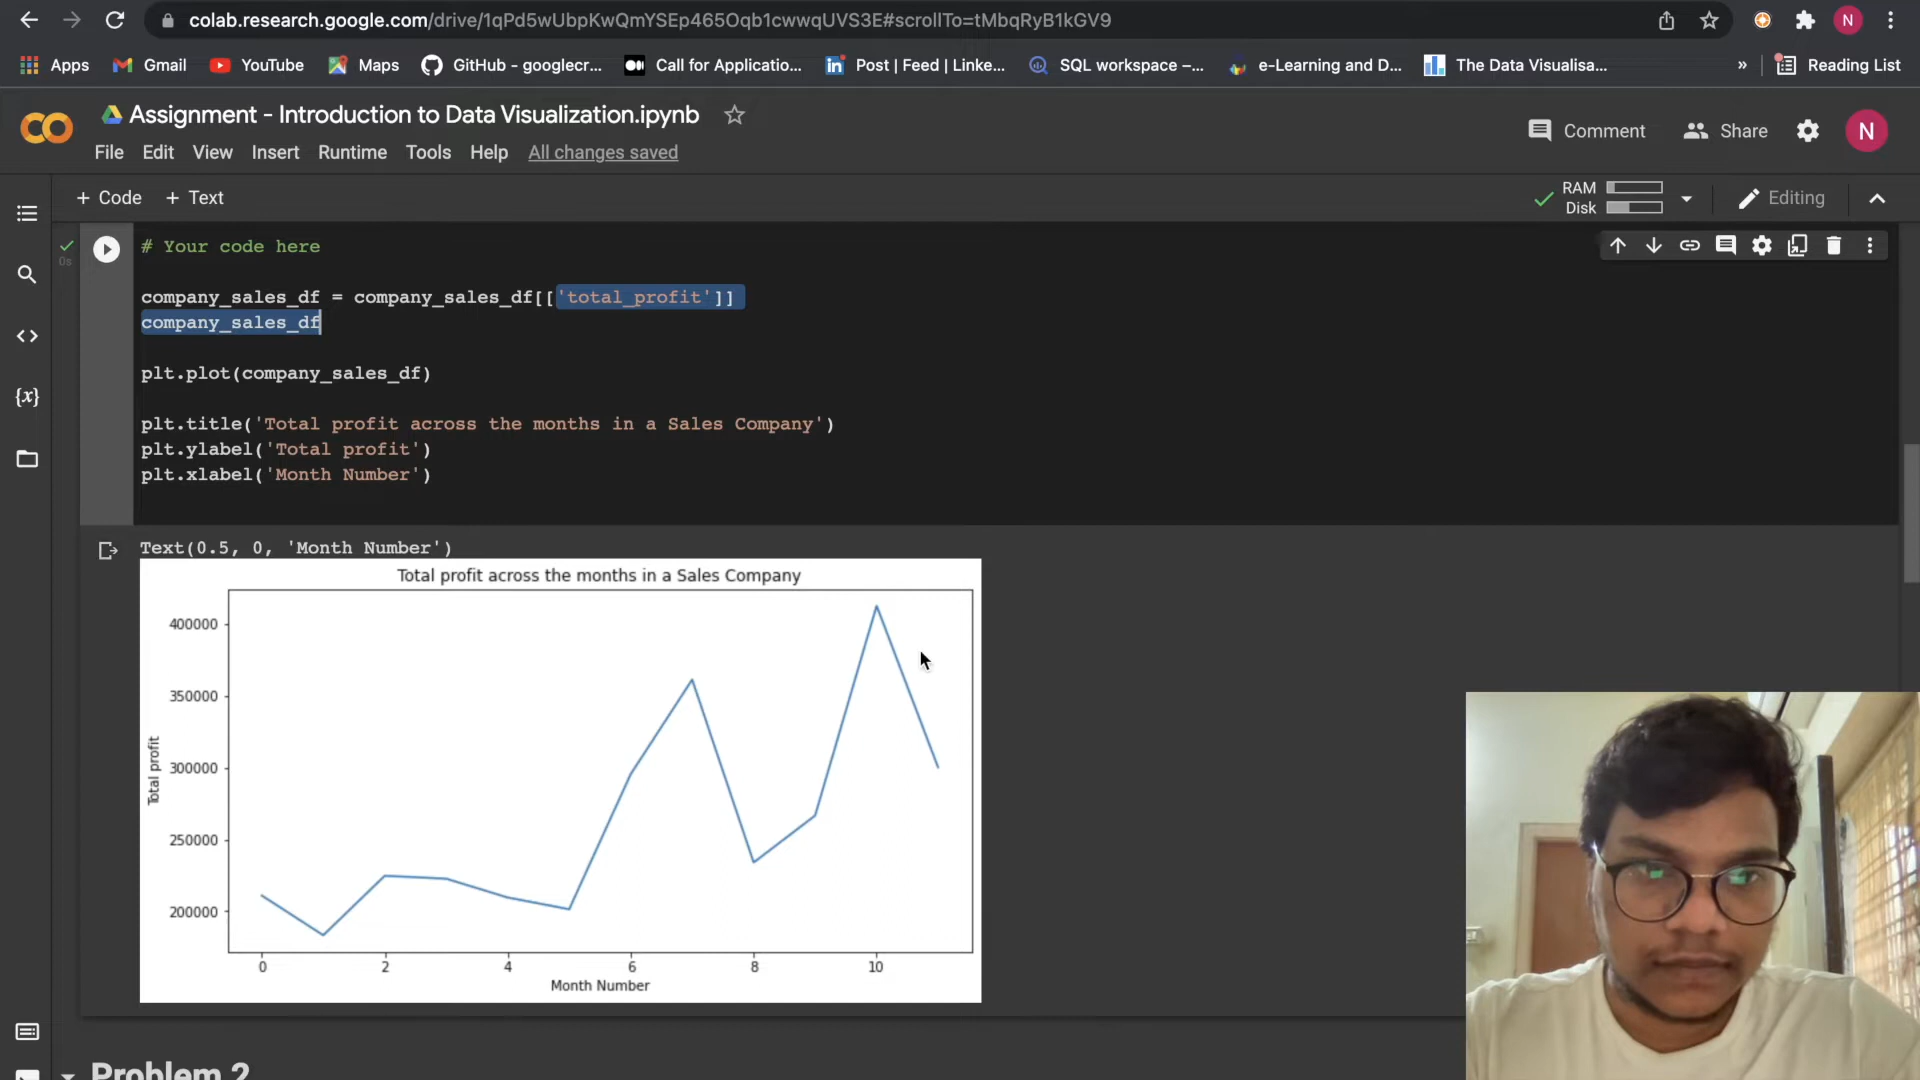 colab.research.google.com/drive/1qPd5wUbpKwQmYSEp465Oqb1cwwqUVS3E#scrollTo=tMbqRyB1kGV9
N
Apps
Gmail
YouTube
Maps
GitHub - googlecr...
Call for Applicatio...
Post | Feed | Linke...
SQL workspace –...
e-Learning and D...
The Data Visualisa...
»
Reading List
Assignment - Introduction to Data Visualization.ipynb
File Edit View Insert Runtime Tools Help All changes saved
Comment
Share
N
+ Code + Text
RAM
Disk
Editing
0s
# Your code here
company_sales_df = company_sales_df[['total_profit']]
company_sales_df
plt.plot(company_sales_df)
plt.title('Total profit across the months in a Sales Company')
plt.ylabel('Total profit')
plt.xlabel('Month Number')
Text(0.5, 0, 'Month Number')
Total profit across the months in a Sales Company
400000
350000
300000
250000
200000
Total profit
0 2 4 6 8 10
Month Number
Problem 2